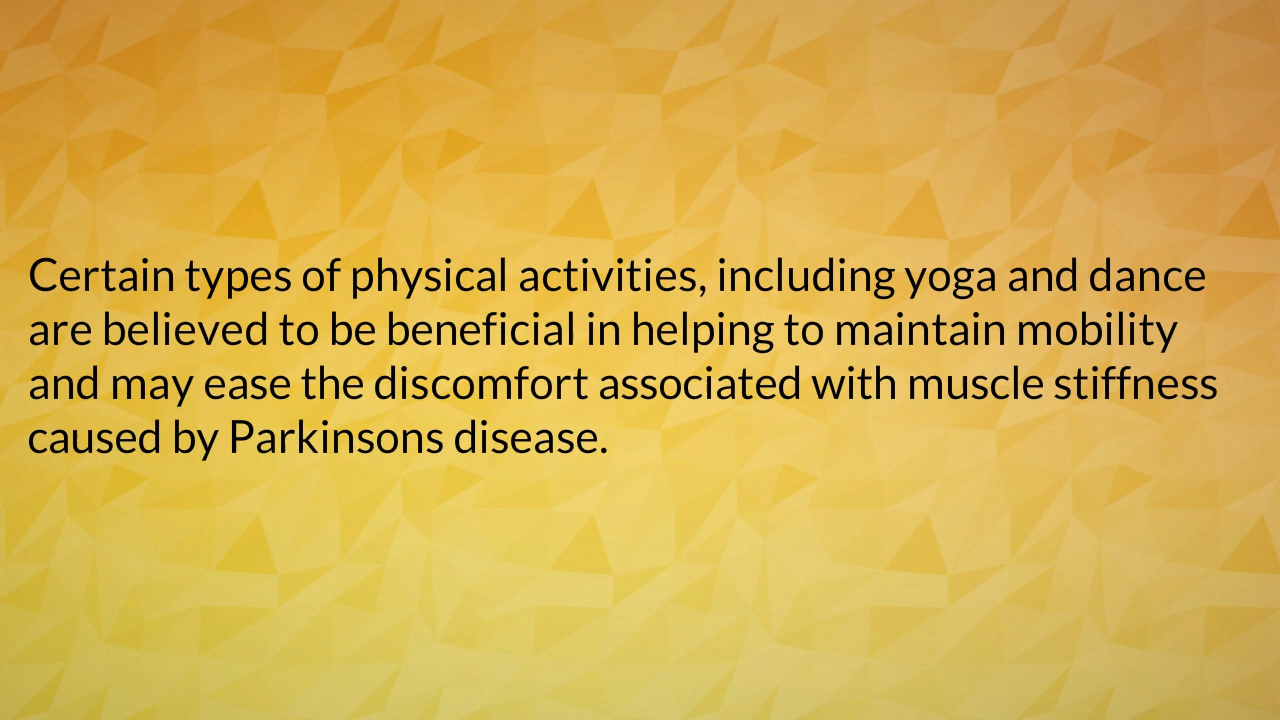 Certain types of physical activities, including yoga and dance
are believed to be beneficial in helping to maintain mobility
and may ease the discomfort associated with muscle stiffness
caused by Parkinsons disease.